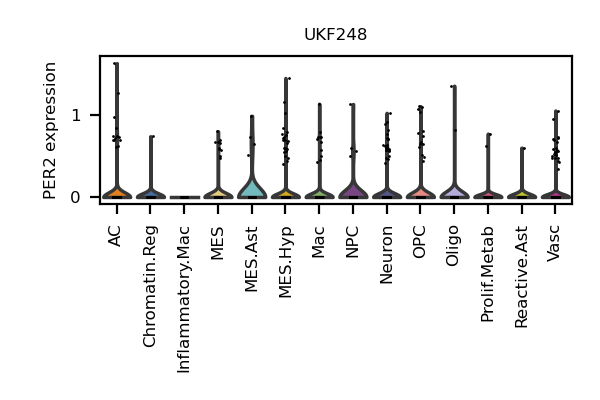 UKF248
PER2 expression
1
0
AC
Chromatin.Reg
Inflammatory.Mac
MES
MES.Ast
MES.Hyp
Mac
NPC
Neuron
OPC
Oligo
Prolif.Metab
Reactive.Ast
Vasc